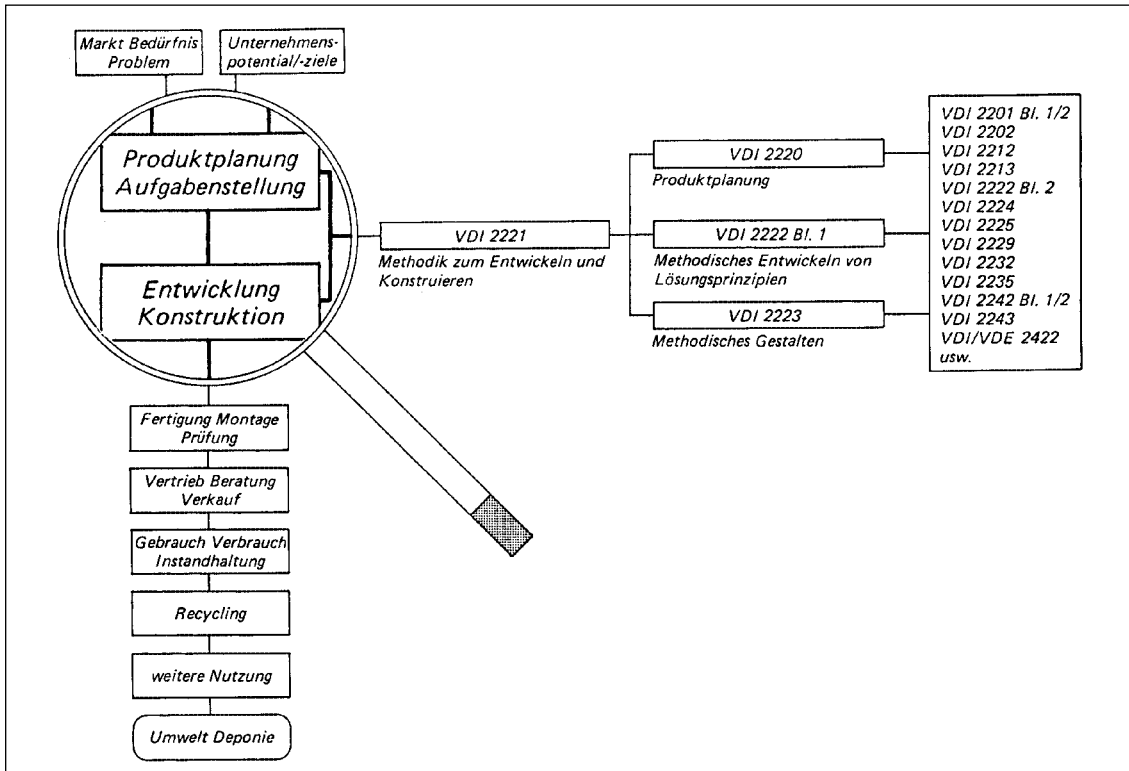 Markt Bedürfnis
Problem
Unternehmens-
potential/-ziele
Produktplanung
Aufgabenstellung
Entwicklung
Konstruktion
Fertigung Montage
Prüfung
Vertrieb Beratung
Verkauf
Gebrauch Verbrauch
Instandhaltung
Recycling
weitere Nutzung
Umwelt Deponie
VDI 2221
Methodik zum Entwickeln und
Konstruieren
VDI 2220
Produktplanung
VDI 2222 Bl. 1
Methodisches Entwickeln von
Lösungsprinzipien
VDI 2223
Methodisches Gestalten
VDI 2201 Bl. 1/2
VDI 2202
VDI 2212
VDI 2213
VDI 2222 Bl. 2
VDI 2224
VDI 2225
VDI 2229
VDI 2232
VDI 2235
VDI 2242 Bl. 1/2
VDI 2243
VDI/VDE 2422
usw.